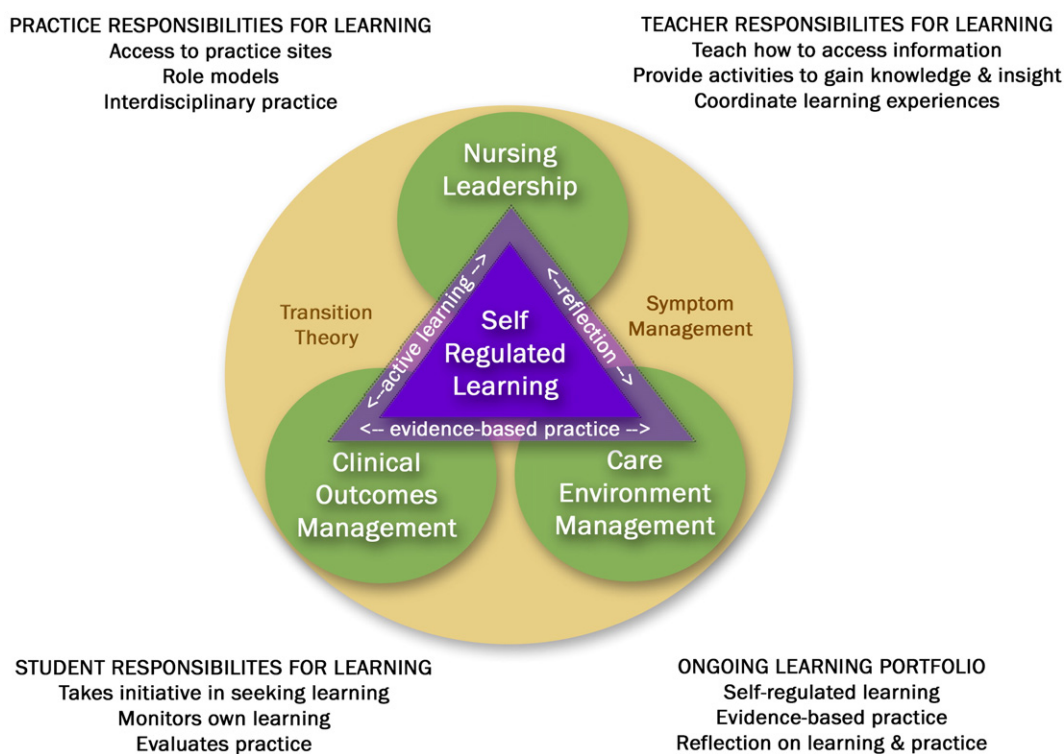 PRACTICE RESPONSIBILITIES FOR LEARNING
Access to practice sites
Role models
Interdisciplinary practice
TEACHER RESPONSIBILITES FOR LEARNING
Teach how to access information
Provide activities to gain knowledge & insight
Coordinate learning experiences
Nursing
Leadership
Transition
Theory
<--active learning -->
Self
Regulated
Learning
<--reflection -->
Symptom
Management
<-- evidence-based practice -->
Clinical
Outcomes
Management
Care
Environment
Management
STUDENT RESPONSIBILITES FOR LEARNING
Takes initiative in seeking learning
Monitors own learning
Evaluates practice
ONGOING LEARNING PORTFOLIO
Self-regulated learning
Evidence-based practice
Reflection on learning & practice